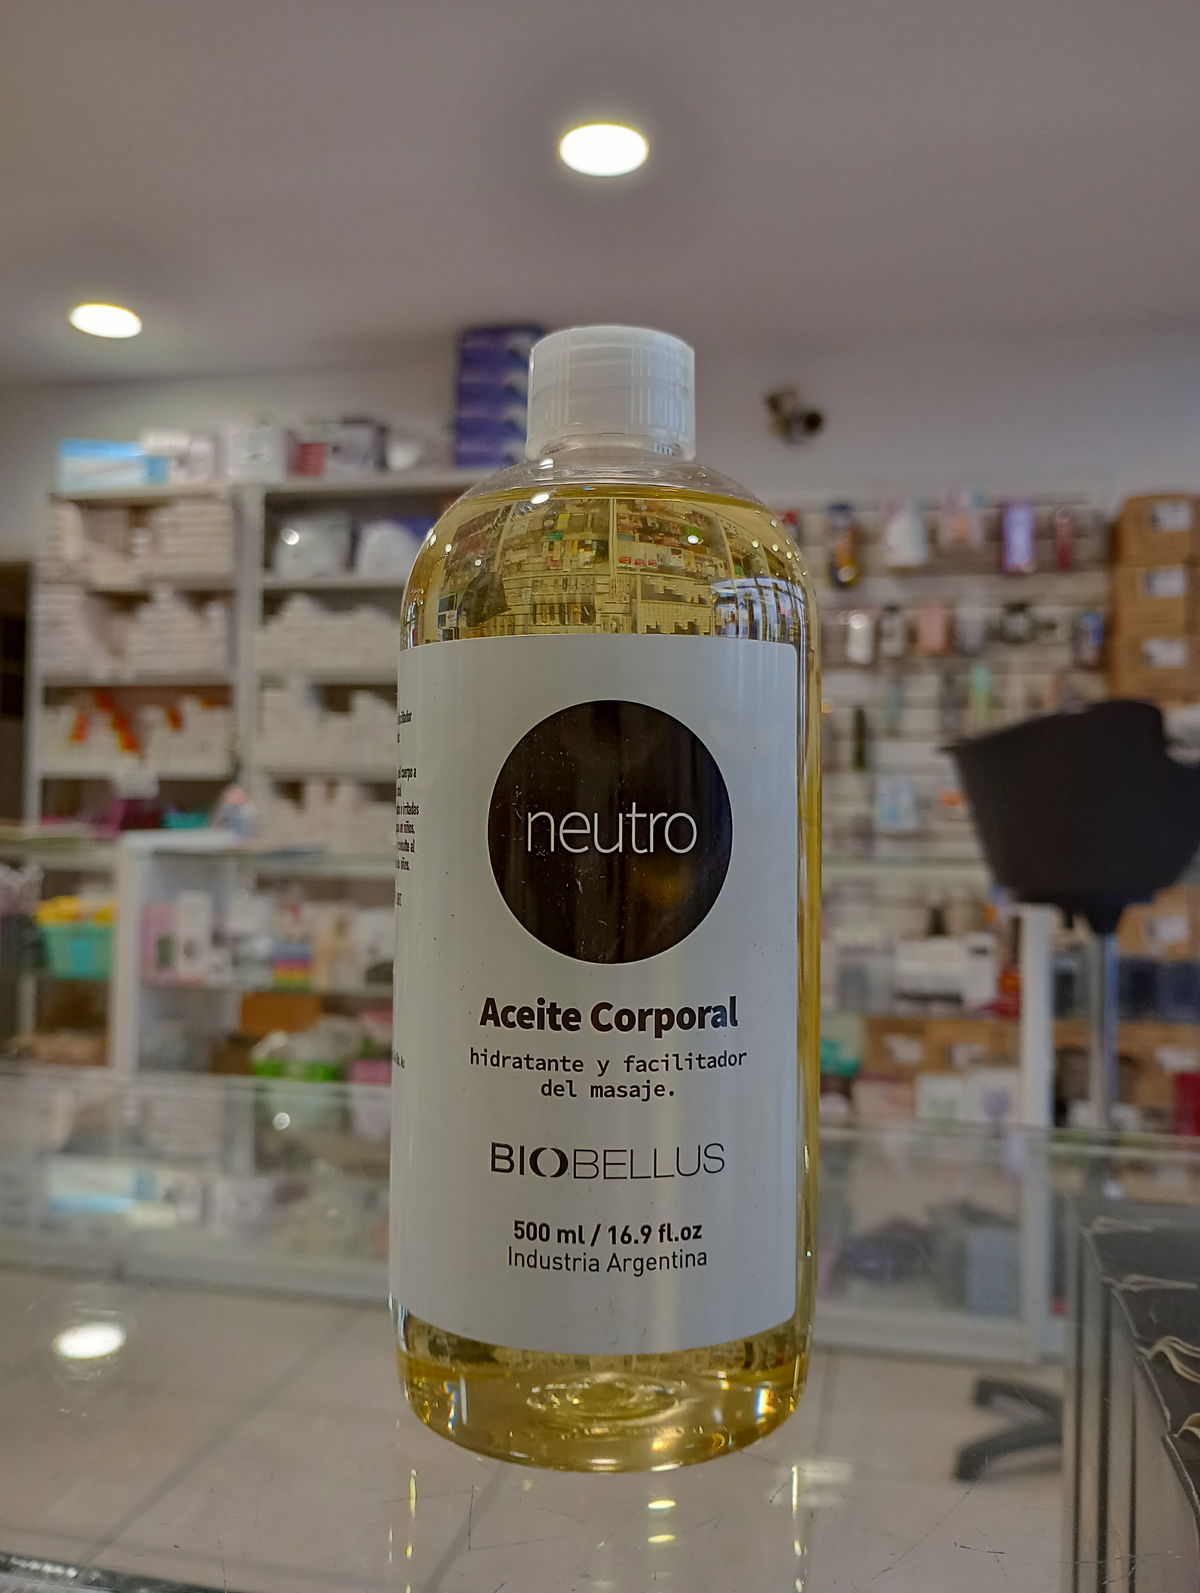 neutro
Aceite Corporal
hidratante y facilitador
del masaje.
BIOBELLUS
500 ml / 16.9 fl.oz
Industria Argentina